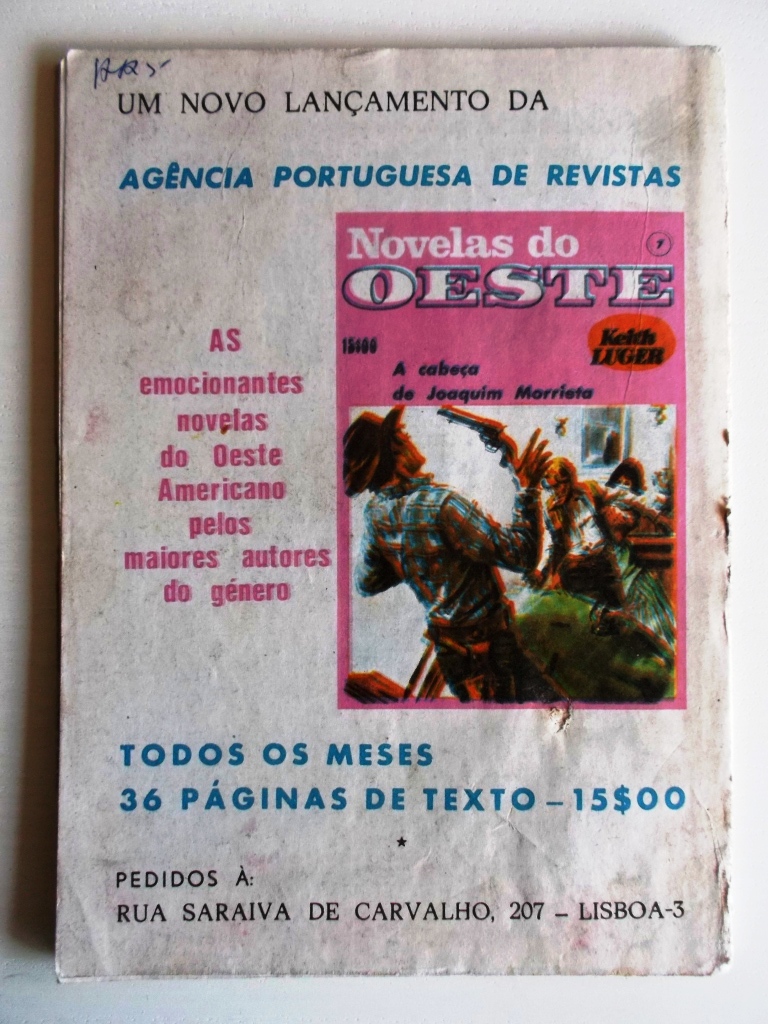 UM NOVO LANÇAMENTO DA
AGÊNCIA PORTUGUESA DE REVISTAS
Novelas do
1
OESTE
15$00
Keith
LUGER
A cabeça
de Joaquim Morrieta
AS
emocionantes
novelas
do Oeste
Americano
pelos
maiores autores
do género
TODOS OS MESES
36 PÁGINAS DE TEXTO – 15$00
★
PEDIDOS À:
RUA SARAIVA DE CARVALHO, 207 – LISBOA-3